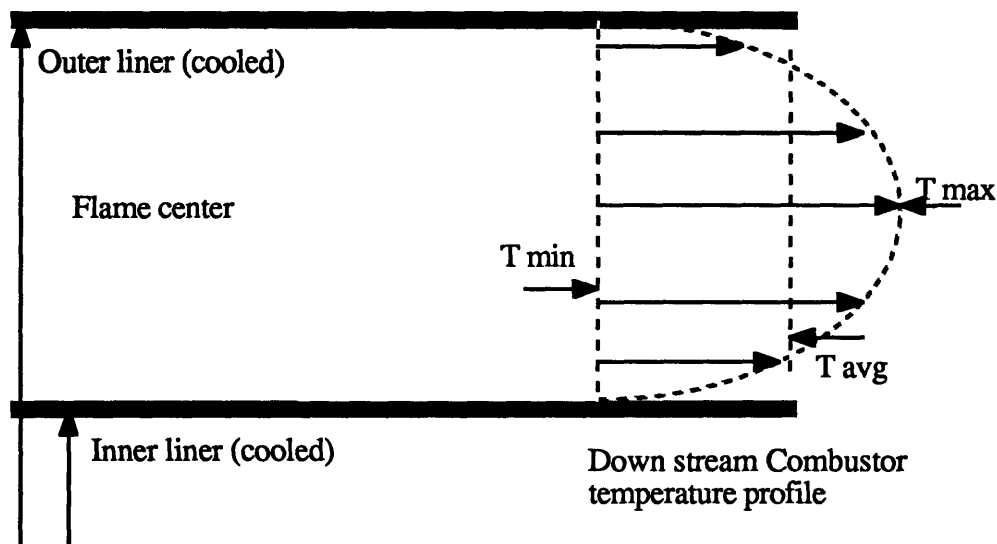 Outer liner (cooled)
Flame center
T max
T min
T avg
Inner liner (cooled)
Down stream Combustor
temperature profile